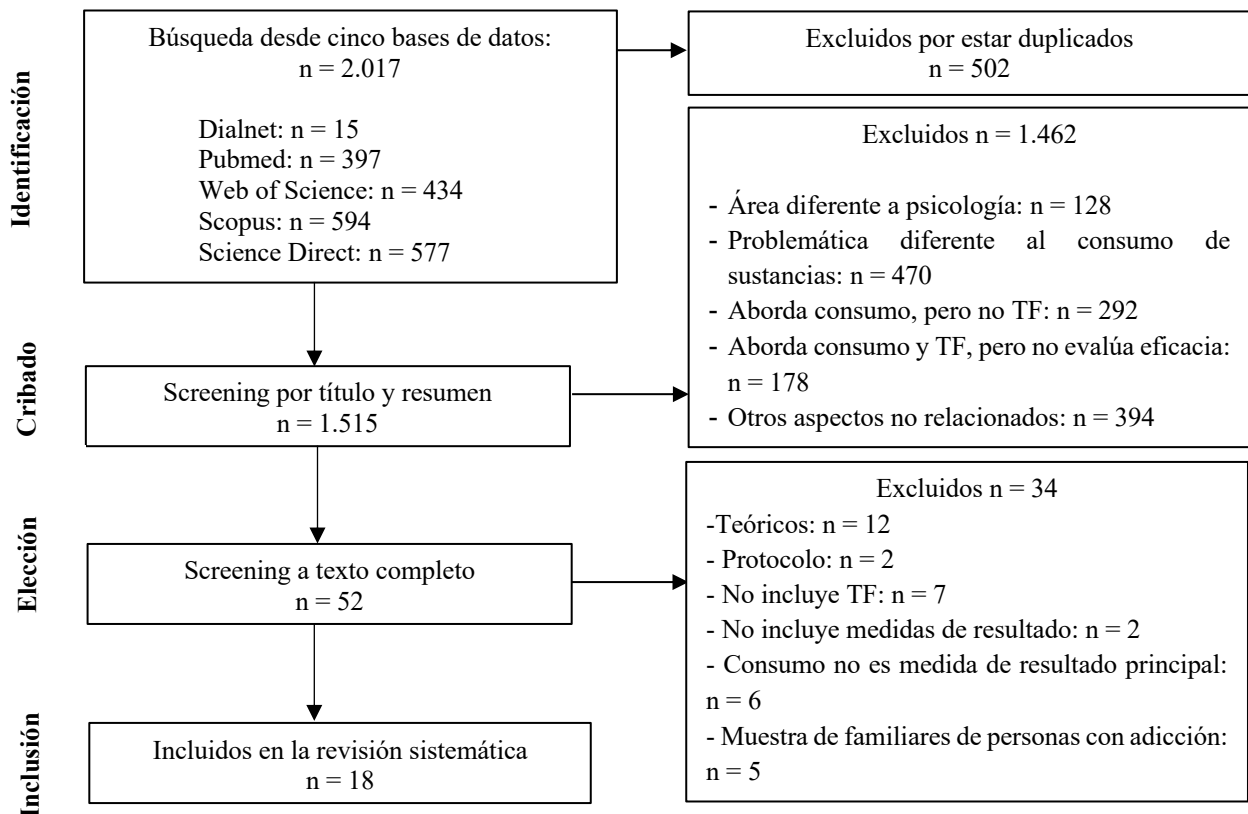 Identificación
Búsqueda desde cinco bases de datos:
n = 2.017
Dialnet: n = 15
Pubmed: n = 397
Web of Science: n = 434
Scopus: n = 594
Science Direct: n = 577
Excluidos por estar duplicados
n = 502
Excluidos n = 1.462
- Área diferente a psicología: n = 128
- Problemática diferente al consumo de
sustancias: n = 470
- Aborda consumo, pero no TF: n = 292
- Aborda consumo y TF, pero no evalúa eficacia:
n = 178
- Otros aspectos no relacionados: n = 394
Cribado
Screening por título y resumen
n = 1.515
Elección
Screening a texto completo
n = 52
Excluidos n = 34
-Teóricos: n = 12
- Protocolo: n = 2
- No incluye TF: n = 7
- No incluye medidas de resultado: n = 2
- Consumo no es medida de resultado principal:
n = 6
- Muestra de familiares de personas con adicción:
n = 5
Inclusión
Incluidos en la revisión sistemática
n = 18